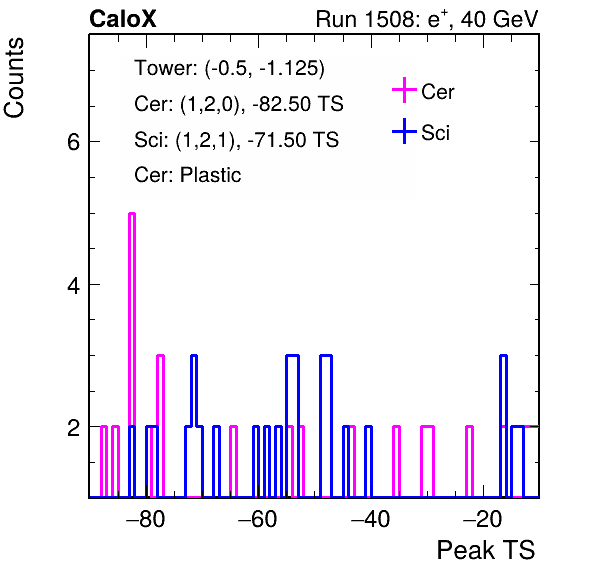 CaloX Run 1508: e⁺, 40 GeV
Counts
Tower: (-0.5, -1.125)
Cer: (1,2,0), -82.50 TS
Sci: (1,2,1), -71.50 TS
Cer: Plastic
Cer
Sci
6
4
2
−80 −60 −40 −20
Peak TS